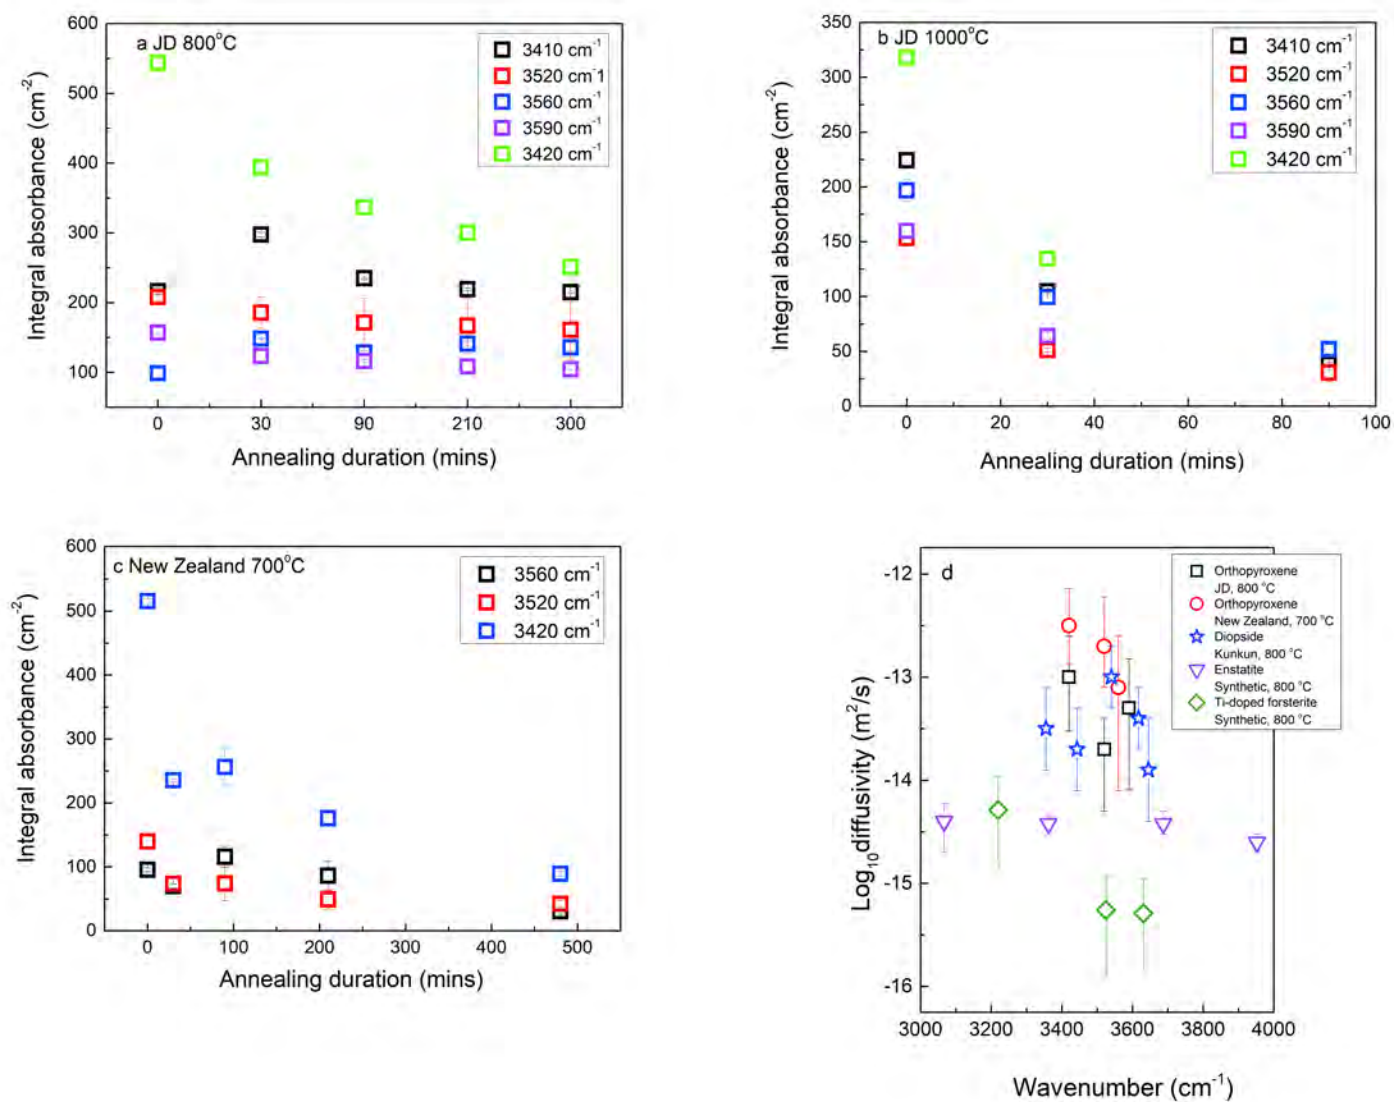 a JD 800°C
3410 cm⁻¹
3520 cm⁻¹
3560 cm⁻¹
3590 cm⁻¹
3420 cm⁻¹
600
500
400
300
200
100
Integral absorbance (cm⁻²)
0 30 90 210 300
Annealing duration (mins)
b JD 1000°C
3410 cm⁻¹
3520 cm⁻¹
3560 cm⁻¹
3590 cm⁻¹
3420 cm⁻¹
350
300
250
200
150
100
50
0
Integral absorbance (cm⁻²)
0 20 40 60 80 100
Annealing duration (mins)
c New Zealand 700°C
3560 cm⁻¹
3520 cm⁻¹
3420 cm⁻¹
600
500
400
300
200
100
0
Integral absorbance (cm⁻²)
0 100 200 300 400 500
Annealing duration (mins)
d
Orthopyroxene
JD, 800 °C
Orthopyroxene
New Zealand, 700 °C
Diopside
Kunkun, 800 °C
Enstatite
Synthetic, 800 °C
Ti-doped forsterite
Synthetic, 800 °C
-12
-13
-14
-15
-16
Log₁₀diffusivity (m²/s)
3000 3200 3400 3600 3800 4000
Wavenumber (cm⁻¹)